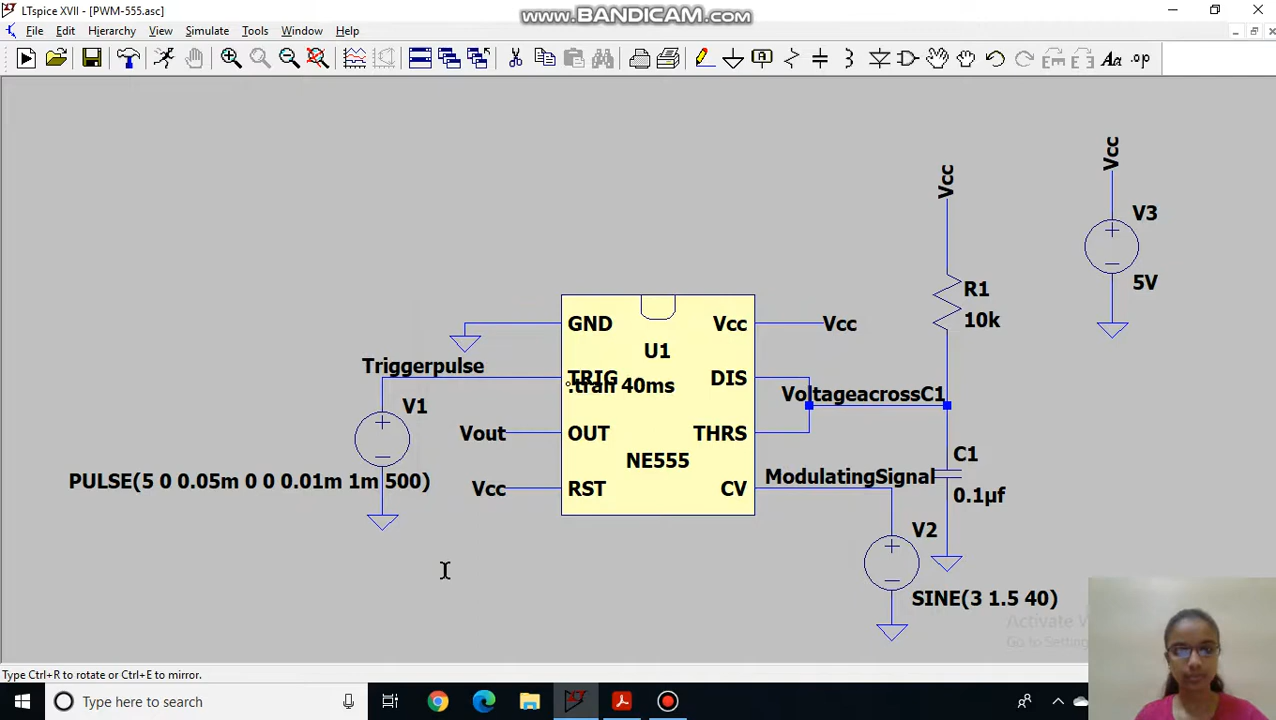 LTspice XVII - [PWM-555.asc]
www.BANDICAM.com
File Edit Hierarchy View Simulate Tools Window Help
Vcc
Vcc
V3
5V
R1
10k
GND
Vcc
Vcc
U1
Triggerpulse
TRIG
.tran 40ms
DIS
VoltageacrossC1
V1
Vout
OUT
THRS
NE555
C1
0.1µf
PULSE(5 0 0.05m 0 0 0.01m 1m 500)
Vcc
RST
CV
ModulatingSignal
V2
SINE(3 1.5 40)
Type Ctrl+R to rotate or Ctrl+E to mirror.
Type here to search